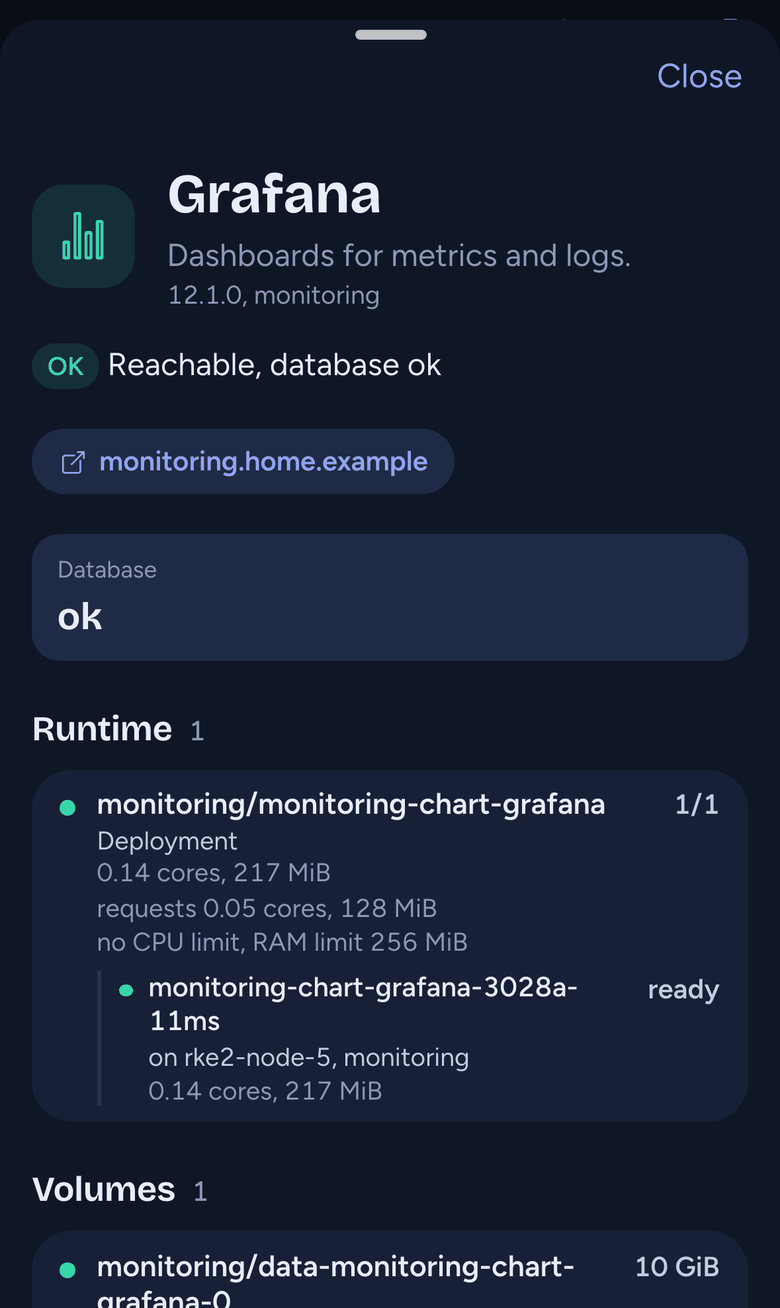 Close
Grafana
Dashboards for metrics and logs.
12.1.0, monitoring
OK Reachable, database ok
monitoring.home.example
Database
ok
Runtime 1
monitoring/monitoring-chart-grafana 1/1
Deployment
0.14 cores, 217 MiB
requests 0.05 cores, 128 MiB
no CPU limit, RAM limit 256 MiB
monitoring-chart-grafana-3028a- ready
11ms
on rke2-node-5, monitoring
0.14 cores, 217 MiB
Volumes 1
monitoring/data-monitoring-chart- 10 GiB
grafana-0